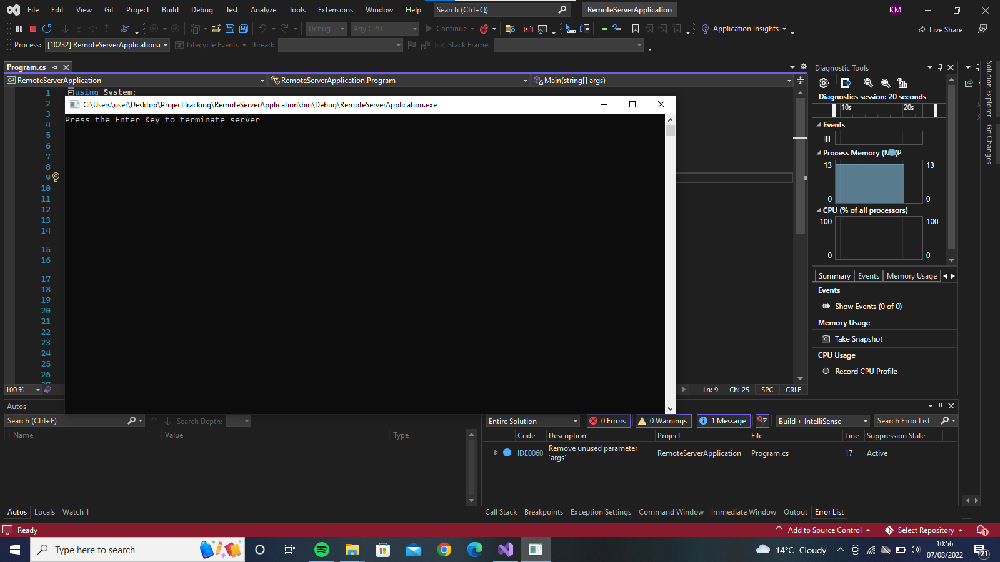 File Edit View Git Project Build Debug Test Analyze Tools Extensions Window Help Search (Ctrl+Q) RemoteServerApplication KM
Debug Any CPU Continue Application Insights Live Share
Process: [10232] RemoteServerApplication. Lifecycle Events Thread: Stack Frame:
Program.cs
RemoteServerApplication RemoteServerApplication.Program Main(string[] args)
1 using System;
2
3
4
5
6
7
8
9
10
11
12
13
14
15
16
17
18
19
20
21
22
23
24
25
26
C:\Users\user\Desktop\ProjectTracking\RemoteServerApplication\bin\Debug\RemoteServerApplication.exe
Press the Enter Key to terminate server
100 % Ln: 9 Ch: 25 SPC CRLF
Diagnostic Tools
Diagnostics session: 20 seconds
10s 20s
Events
Process Memory (M
13 13
0 0
CPU (% of all processors)
100 100
0 0
Summary Events Memory Usage
Events
Show Events (0 of 0)
Memory Usage
Take Snapshot
CPU Usage
Record CPU Profile
Solution Explorer
Git Changes
Autos
Search (Ctrl+E) Search Depth:
Name Value Type
Autos Locals Watch 1
Entire Solution 0 Errors 0 Warnings 1 Message Build + IntelliSense Search Error List
Code Description Project File Line Suppression State
IDE0060 Remove unused parameter 'args' RemoteServerApplication Program.cs 17 Active
Call Stack Breakpoints Exception Settings Command Window Immediate Window Output Error List
Ready Add to Source Control Select Repository 1
Type here to search 14°C Cloudy 10:56
07/08/2022 21